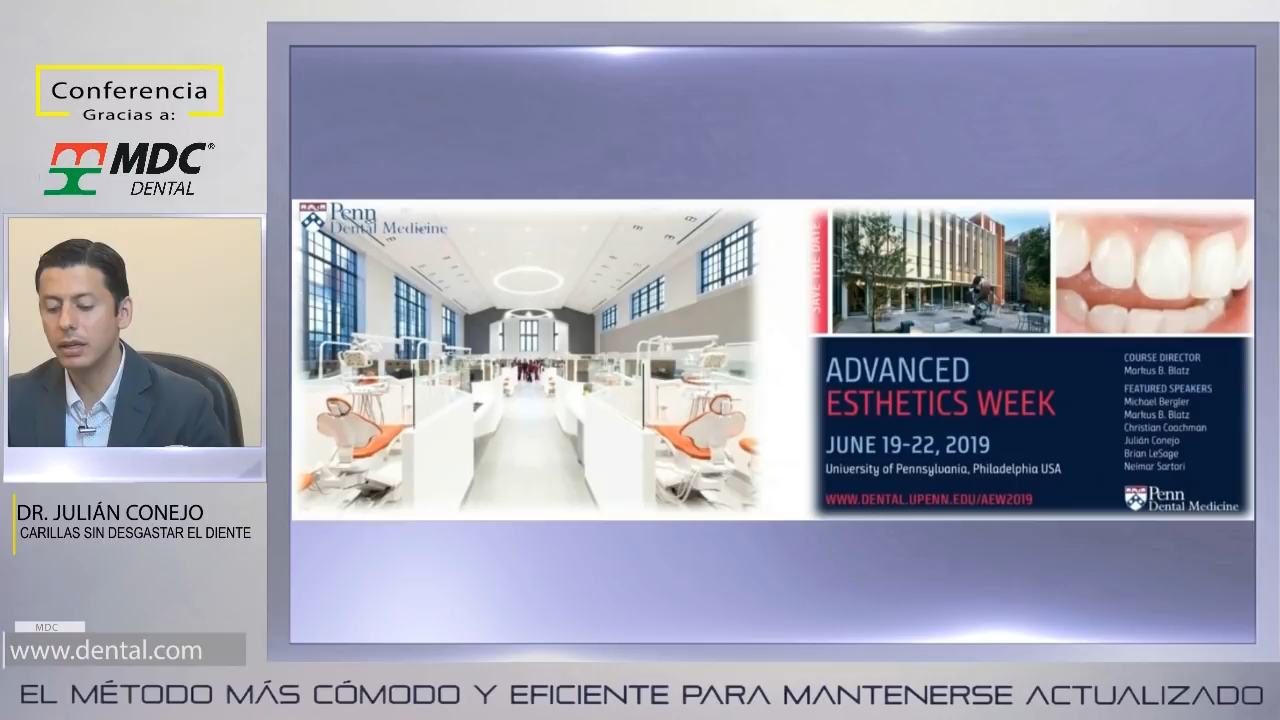 Conferencia
Gracias a:
MDC®
DENTAL
DR. JULIÁN CONEJO
CARILLAS SIN DESGASTAR EL DIENTE
MDC
www.dental.com
Penn
Dental Medicine
SAVE THE DATE
ADVANCED
ESTHETICS WEEK
JUNE 19-22, 2019
University of Pennsylvania, Philadelphia USA
WWW.DENTAL.UPENN.EDU/AEW2019
COURSE DIRECTOR
Markus B. Blatz
FEATURED SPEAKERS
Michael Bergler
Markus B. Blatz
Christian Coachman
Julián Conejo
Brian LeSage
Neimar Sartori
Penn
Dental Medicine
EL MÉTODO MÁS CÓMODO Y EFICIENTE PARA MANTENERSE ACTUALIZADO